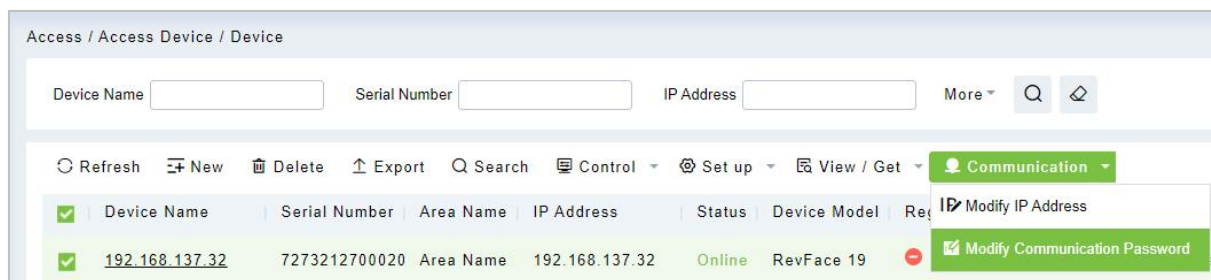 Access / Access Device / Device
Device Name Serial Number IP Address More
Refresh New Delete Export Search Control Set up View / Get Communication
Device Name Serial Number Area Name IP Address Status Device Model Reg
Modify IP Address
Modify Communication Password
192.168.137.32 7273212700020 Area Name 192.168.137.32 Online RevFace 19